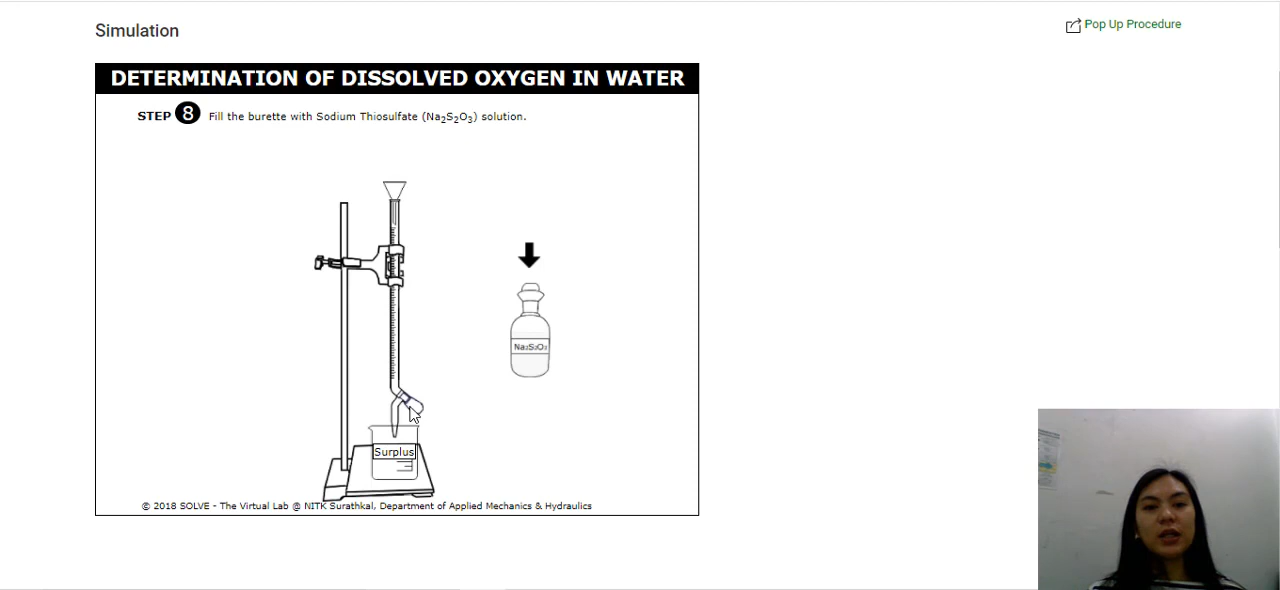 Simulation
Pop Up Procedure
DETERMINATION OF DISSOLVED OXYGEN IN WATER
STEP 8 Fill the burette with Sodium Thiosulfate (Na₂S₂O₃) solution.
Na₂S₂O₃
Surplus
© 2018 SOLVE - The Virtual Lab @ NITK Surathkal, Department of Applied Mechanics & Hydraulics